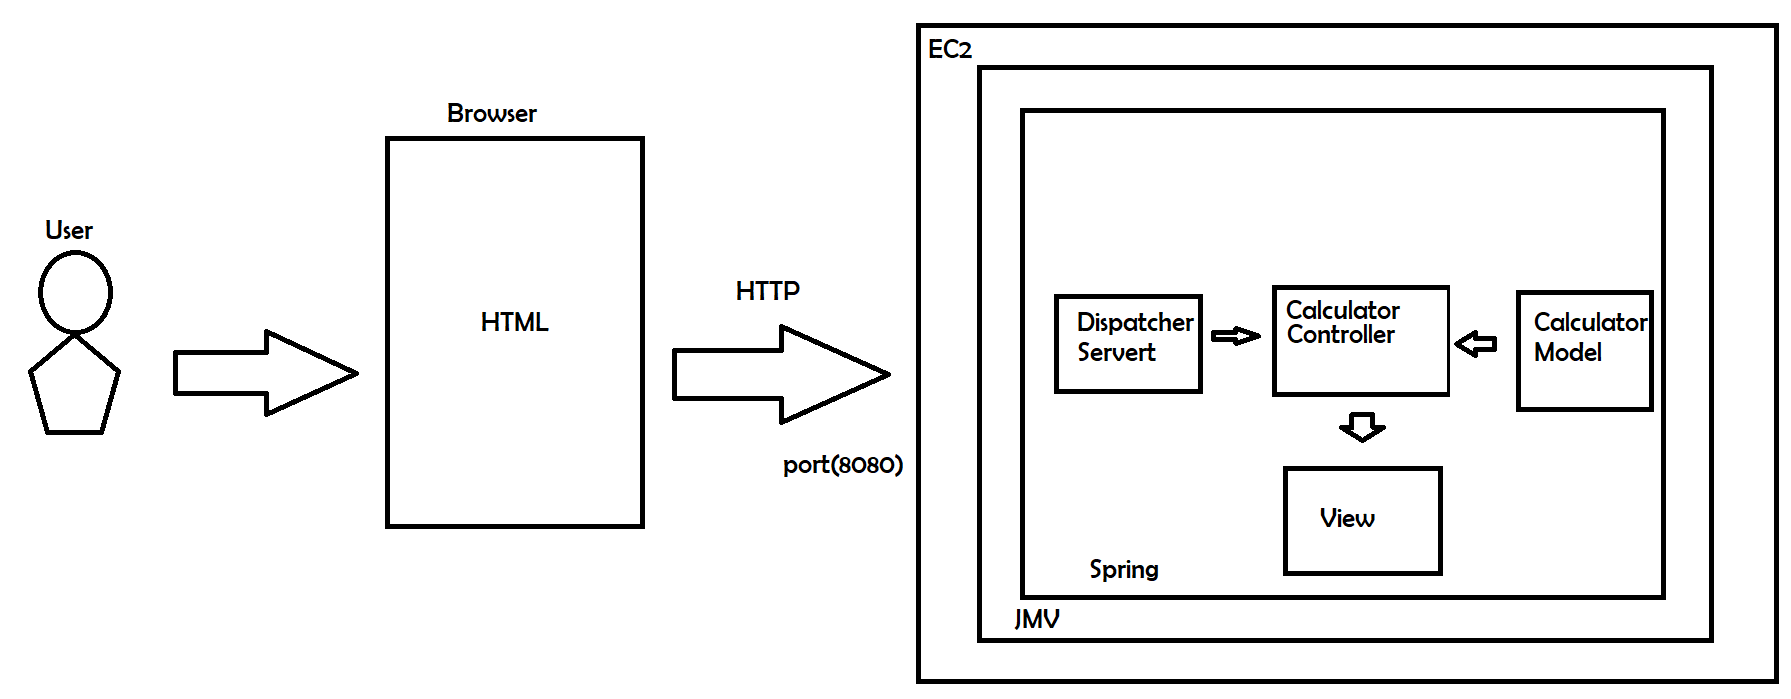 User
Browser
HTML
HTTP
port(8080)
EC2
Dispatcher
Servert
Calculator
Controller
Calculator
Model
View
Spring
JMV